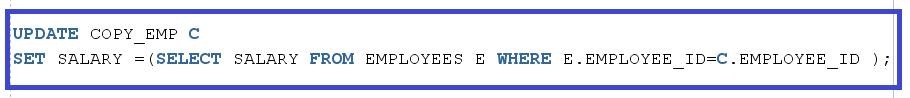 UPDATE COPY_EMP C
SET SALARY =(SELECT SALARY FROM EMPLOYEES E WHERE E.EMPLOYEE_ID=C.EMPLOYEE_ID );